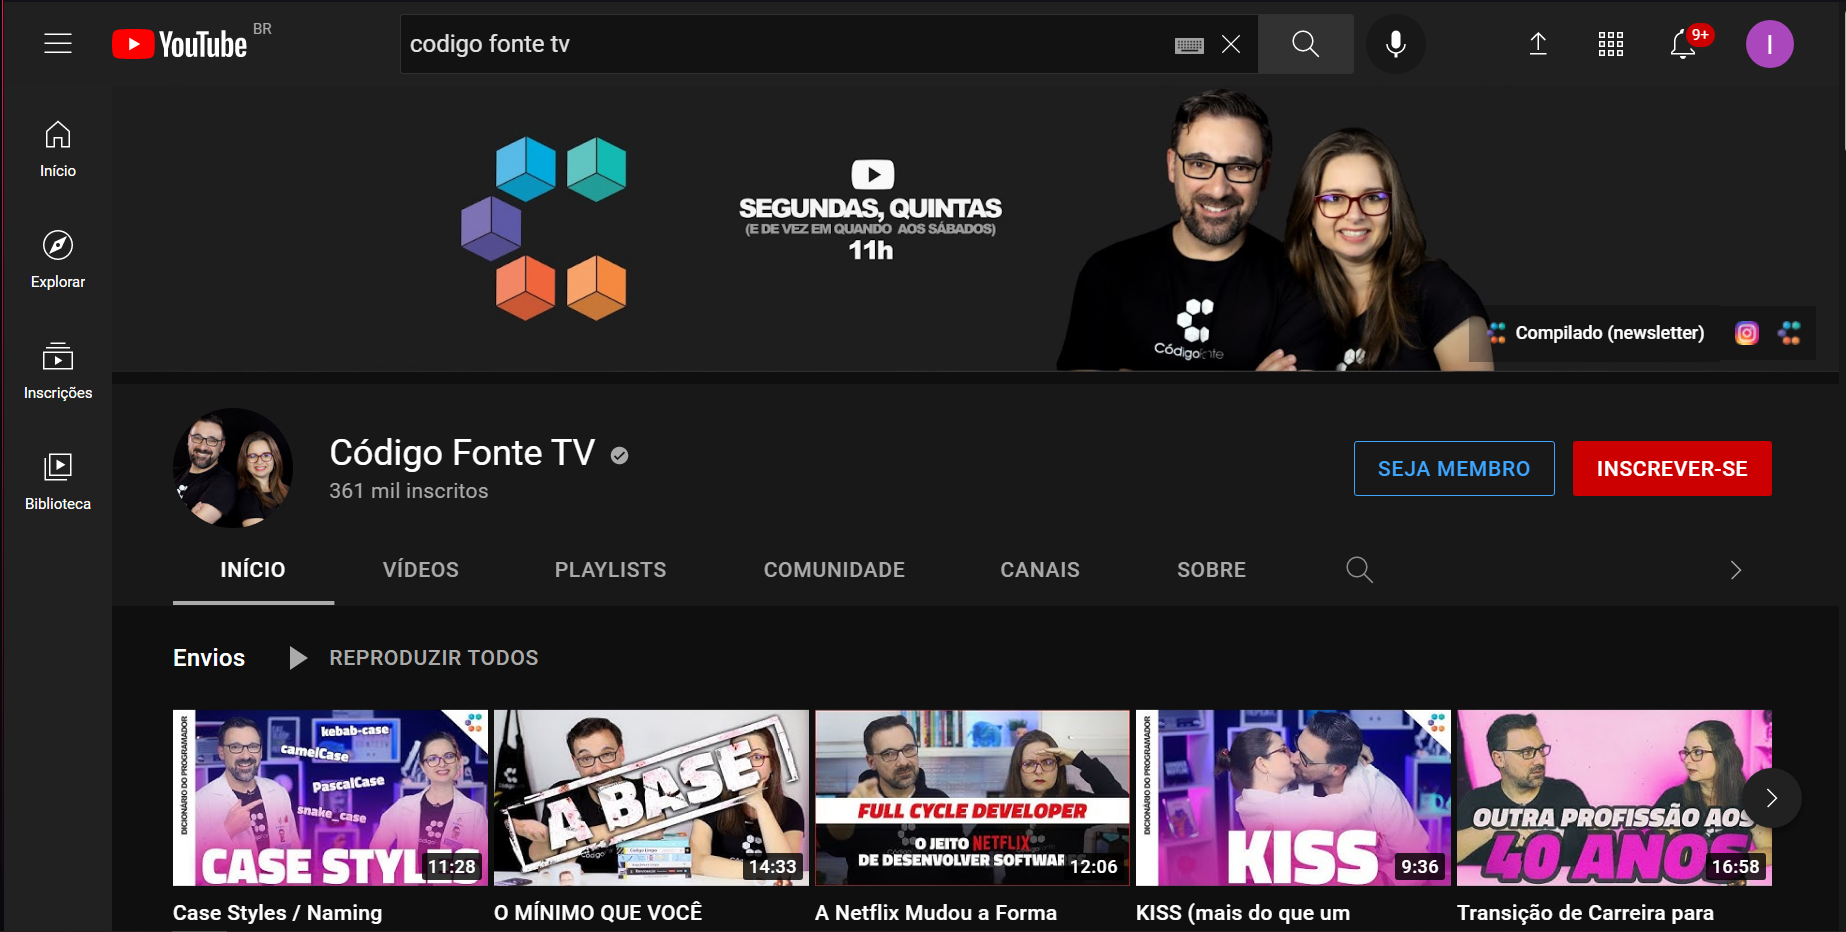 YouTube BR
codigo fonte tv
9+
I
Início
Explorar
Inscrições
Biblioteca
SEGUNDAS, QUINTAS
(E DE VEZ EM QUANDO AOS SÁBADOS)
11h
Códigofonte
Compilado (newsletter)
Código Fonte TV
361 mil inscritos
SEJA MEMBRO
INSCREVER-SE
INÍCIO
VÍDEOS
PLAYLISTS
COMUNIDADE
CANAIS
SOBRE
Envios
REPRODUZIR TODOS
DICIONÁRIO DO PROGRAMADOR
kebab-case
camelCase
PascalCase
snake_case
CASE STYLES
11:28
Case Styles / Naming
A BASE
14:33
O MÍNIMO QUE VOCÊ
FULL CYCLE DEVELOPER
O JEITO NETFLIX
DE DESENVOLVER SOFTWAR
12:06
A Netflix Mudou a Forma
DICIONÁRIO DO PROGRAMADOR
KISS
9:36
KISS (mais do que um
OUTRA PROFISSÃO AOS
40 ANOS
16:58
Transição de Carreira para